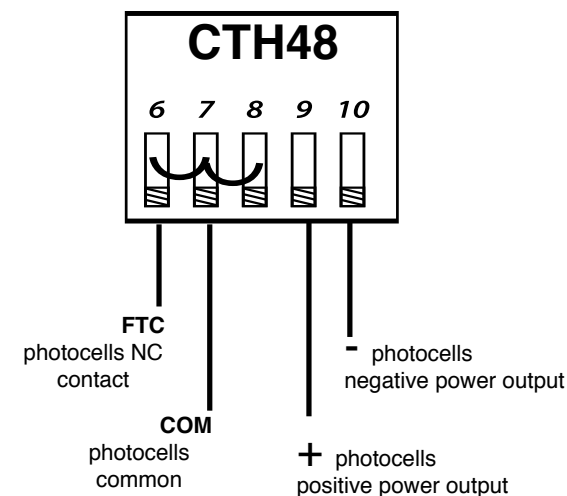 CTH48
6 7 8 9 10
FTC
photocells NC
contact
COM
photocells
common
+ photocells
positive power output
- photocells
negative power output